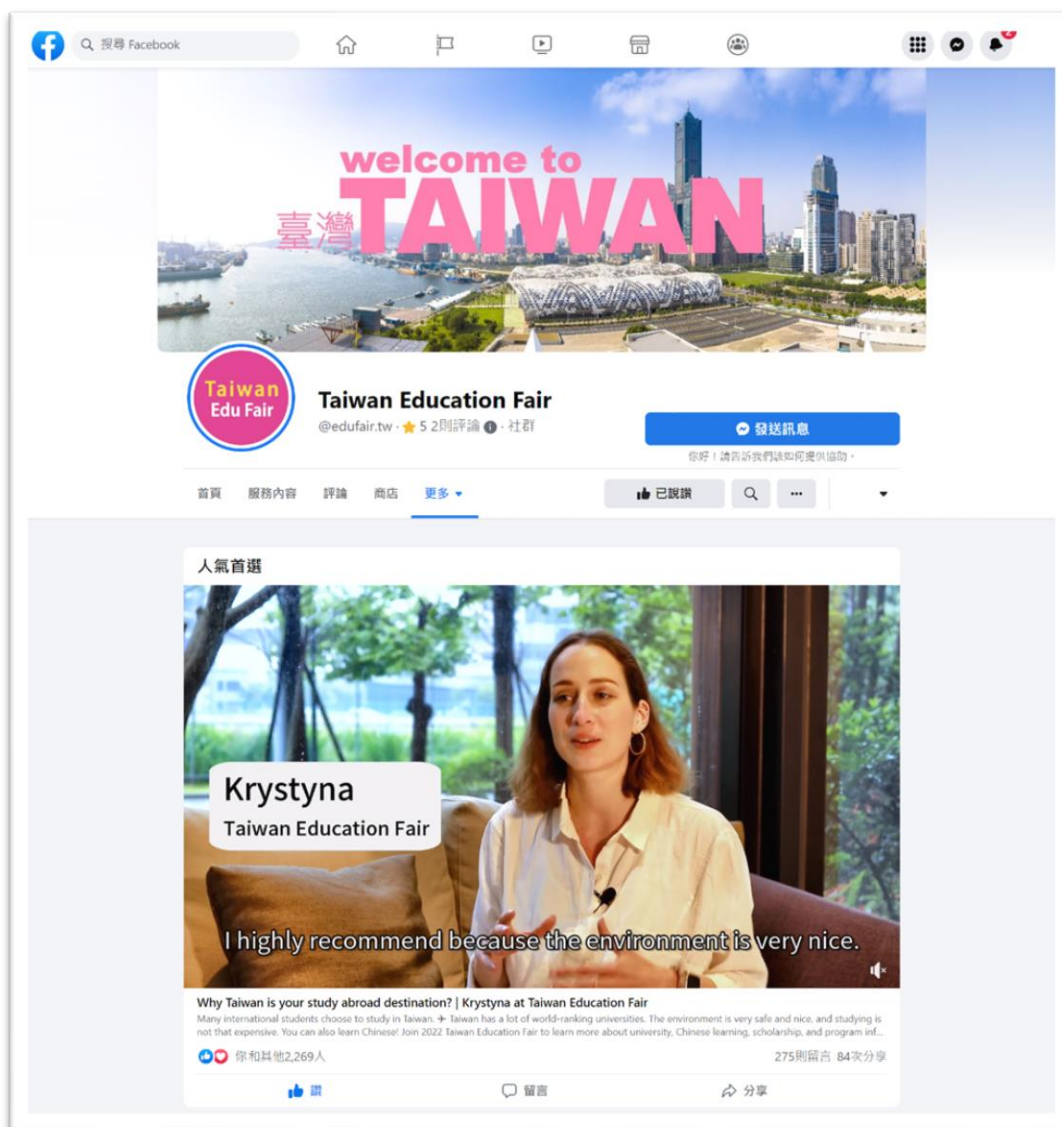 搜尋 Facebook
2
welcome to
臺灣TAIWAN
Taiwan
Edu Fair
Taiwan Education Fair
@edufair.tw · 5 2則評論 · 社群
發送訊息
你好！請告訴我們該如何提供協助。
首頁 服務內容 評論 商店 更多
已說讚
人氣首選
Krystyna
Taiwan Education Fair
I highly recommend because the environment is very nice.
Why Taiwan is your study abroad destination? | Krystyna at Taiwan Education Fair
Many international students choose to study in Taiwan. ✈ Taiwan has a lot of world-ranking universities. The environment is very safe and nice, and studying is
not that expensive. You can also learn Chinese! Join 2022 Taiwan Education Fair to learn more about university, Chinese learning, scholarship, and program inf...
你和其他2,269人
275則留言 84次分享
讚 留言 分享